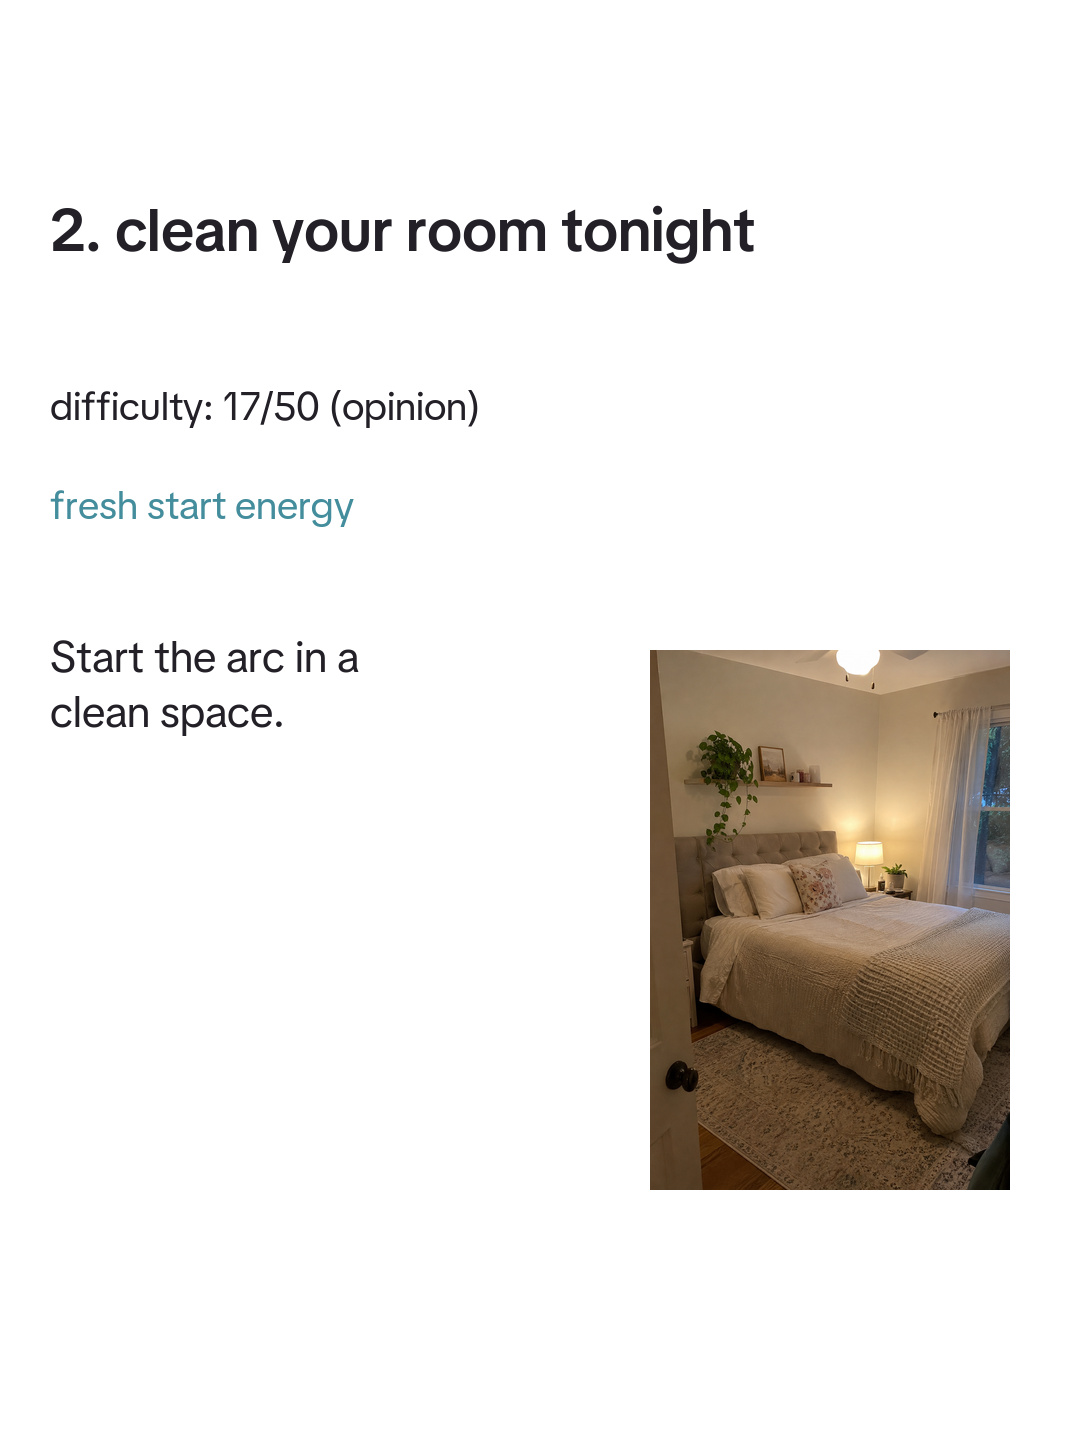 2. clean your room tonight
difficulty: 17/50 (opinion)
fresh start energy
Start the arc in a
clean space.